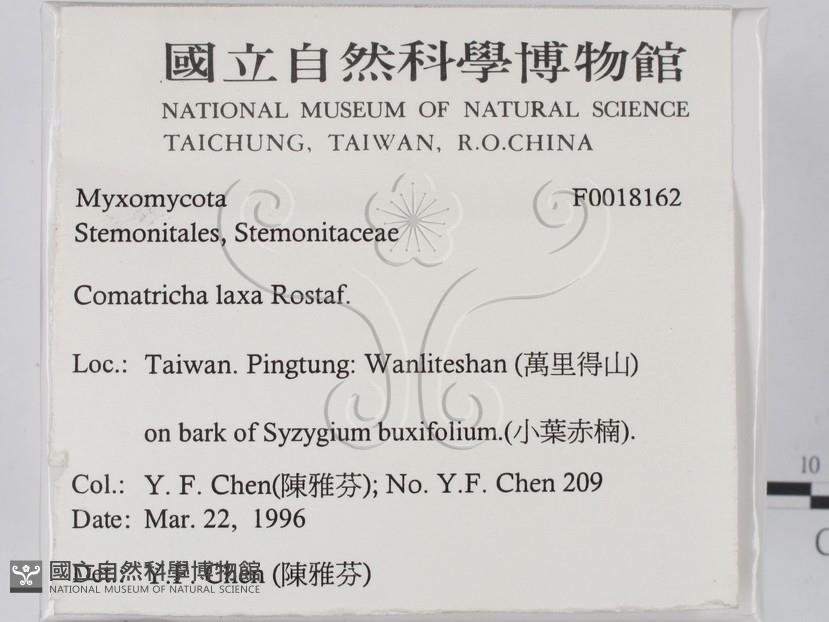 國立自然科學博物館
NATIONAL MUSEUM OF NATURAL SCIENCE
TAICHUNG, TAIWAN, R.O.CHINA
Myxomycota F0018162
Stemonitales, Stemonitaceae
Comatricha laxa Rostaf.
Loc.: Taiwan. Pingtung: Wanliteshan (萬里得山)
on bark of Syzygium buxifolium.(小葉赤楠).
Col.: Y. F. Chen(陳雅芬); No. Y.F. Chen 209
Date: Mar. 22, 1996
Det.: Y.F. Chen (陳雅芬)
國立自然科學博物館
NATIONAL MUSEUM OF NATURAL SCIENCE
10